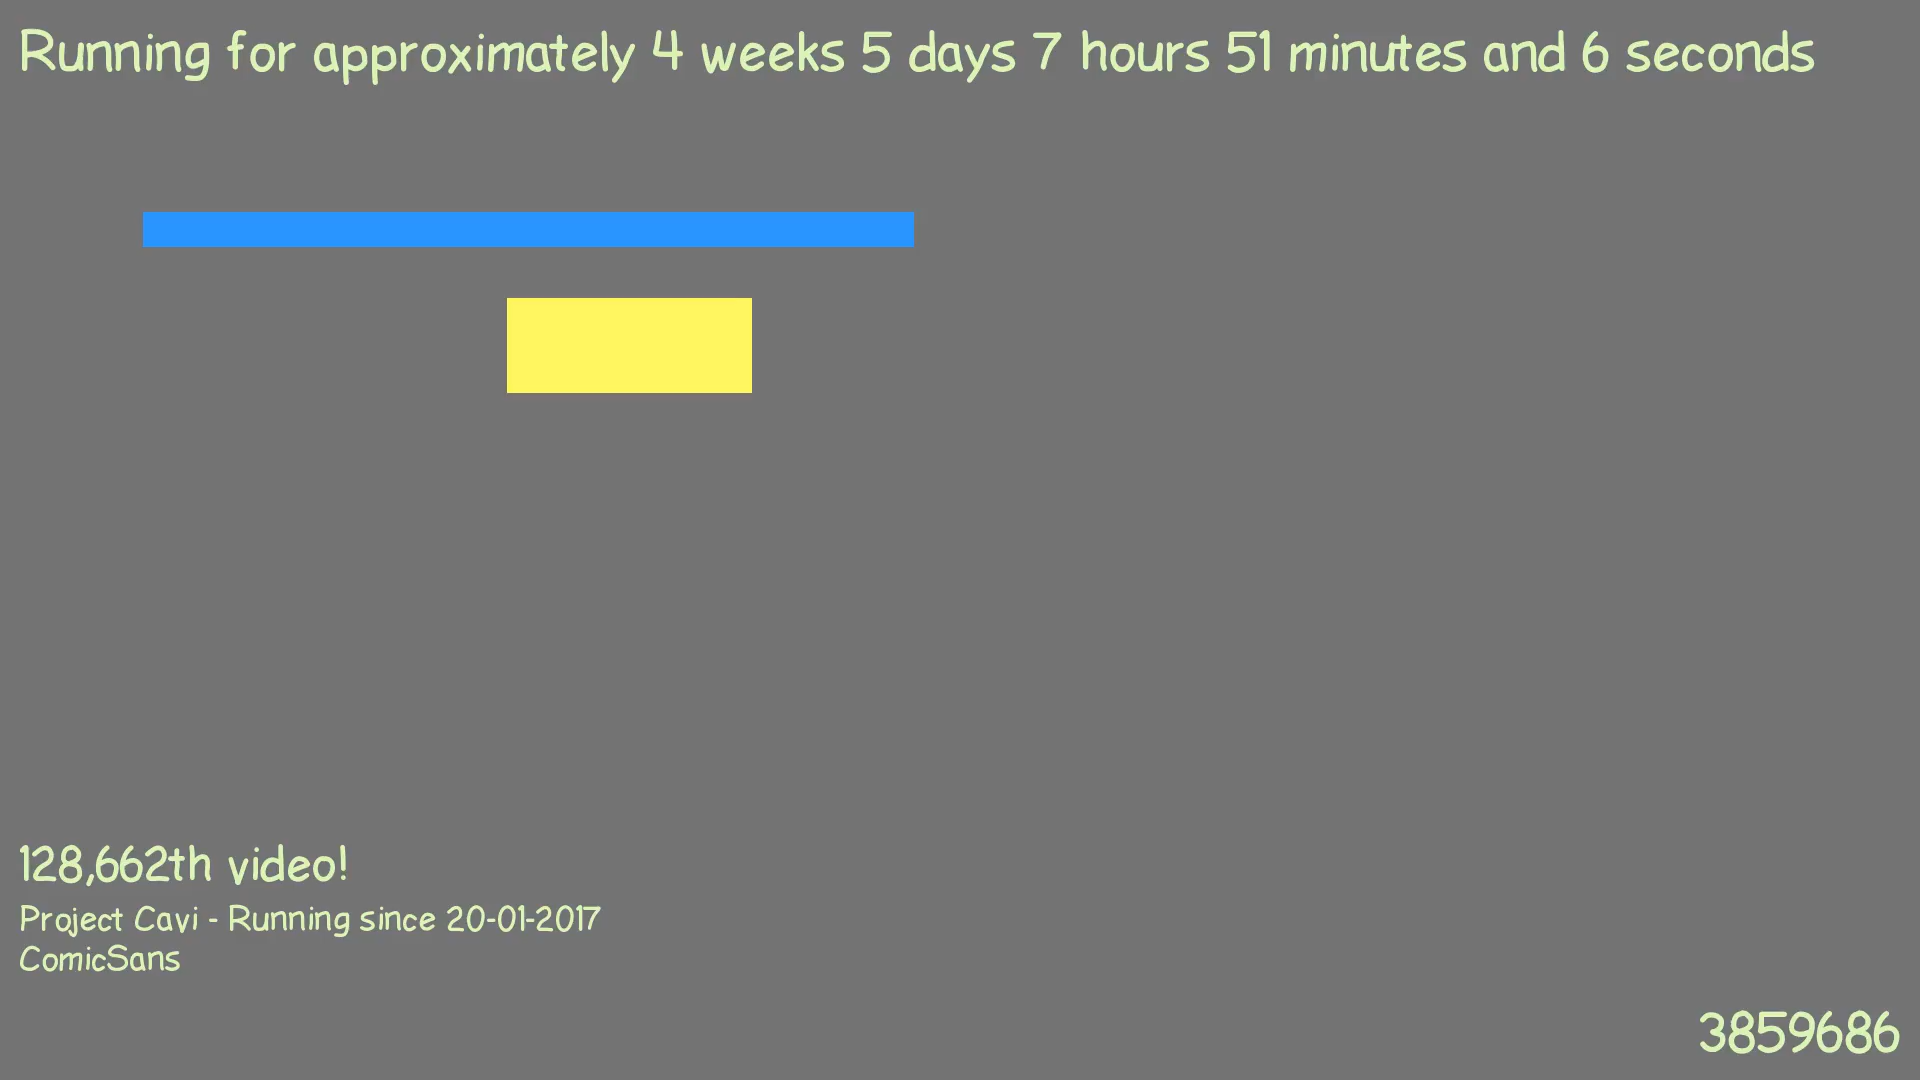 Running for approximately 4 weeks 5 days 7 hours 51 minutes and 6 seconds
128,662th video!
Project Cavi - Running since 20-01-2017
ComicSans
3859686